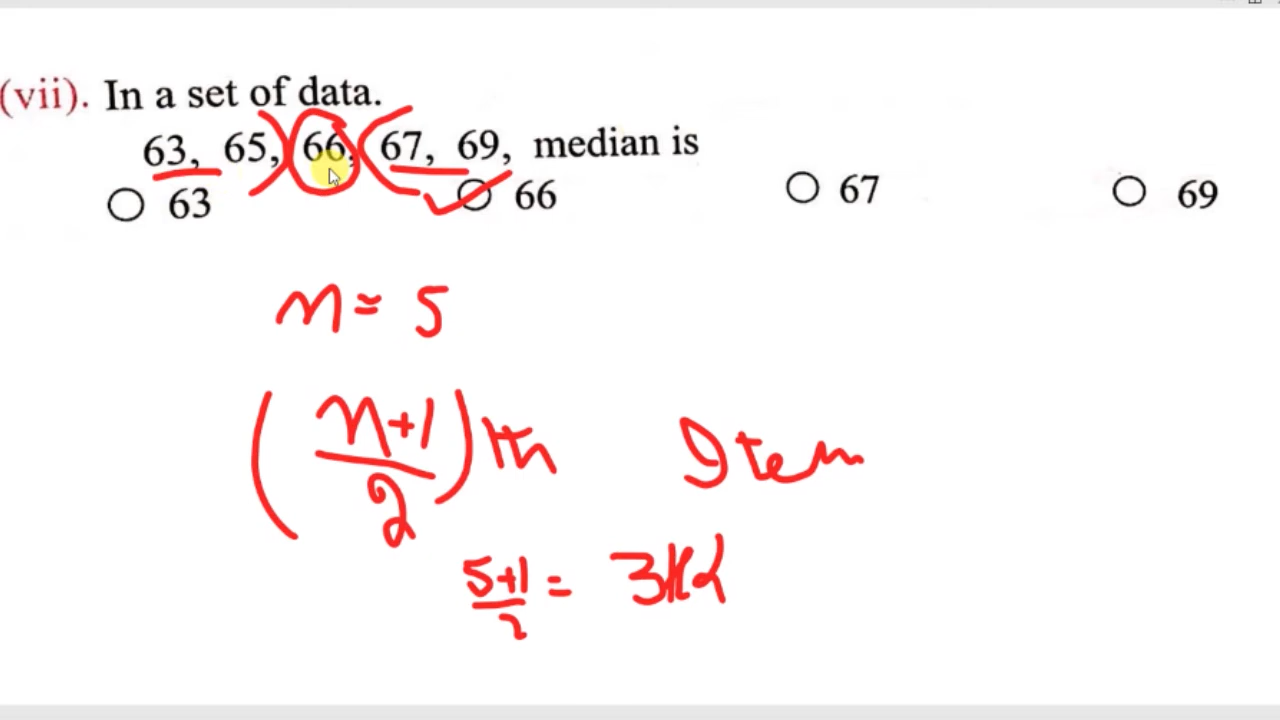 (vii). In a set of data.
63, 65, 66, 67, 69, median is
63 66 67 69
n = 5
(n+1/2)th Item
5+1/2 = 3rd